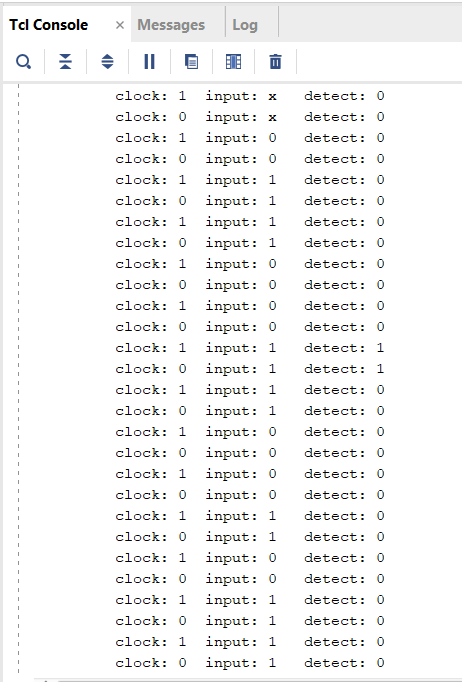 Tcl Console × Messages Log
clock: 1 input: x detect: 0
clock: 0 input: x detect: 0
clock: 1 input: 0 detect: 0
clock: 0 input: 0 detect: 0
clock: 1 input: 1 detect: 0
clock: 0 input: 1 detect: 0
clock: 1 input: 1 detect: 0
clock: 0 input: 1 detect: 0
clock: 1 input: 0 detect: 0
clock: 0 input: 0 detect: 0
clock: 1 input: 0 detect: 0
clock: 0 input: 0 detect: 0
clock: 1 input: 1 detect: 1
clock: 0 input: 1 detect: 1
clock: 1 input: 1 detect: 0
clock: 0 input: 1 detect: 0
clock: 1 input: 0 detect: 0
clock: 0 input: 0 detect: 0
clock: 1 input: 0 detect: 0
clock: 0 input: 0 detect: 0
clock: 1 input: 1 detect: 0
clock: 0 input: 1 detect: 0
clock: 1 input: 0 detect: 0
clock: 0 input: 0 detect: 0
clock: 1 input: 1 detect: 0
clock: 0 input: 1 detect: 0
clock: 1 input: 1 detect: 0
clock: 0 input: 1 detect: 0